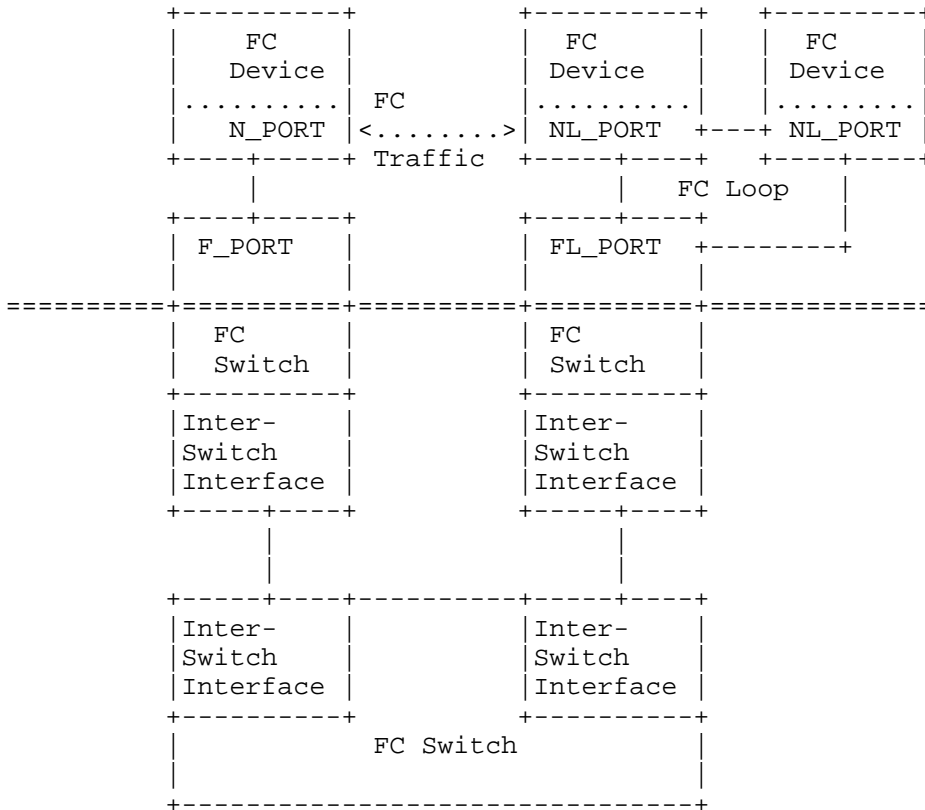 FC FC FC
Device Device Device
.......... FC .......... .........
N_PORT <........> NL_PORT NL_PORT
Traffic
FC Loop
F_PORT FL_PORT
FC FC
Switch Switch
Inter- Inter-
Switch Switch
Interface Interface
Inter- Inter-
Switch Switch
Interface Interface
FC Switch